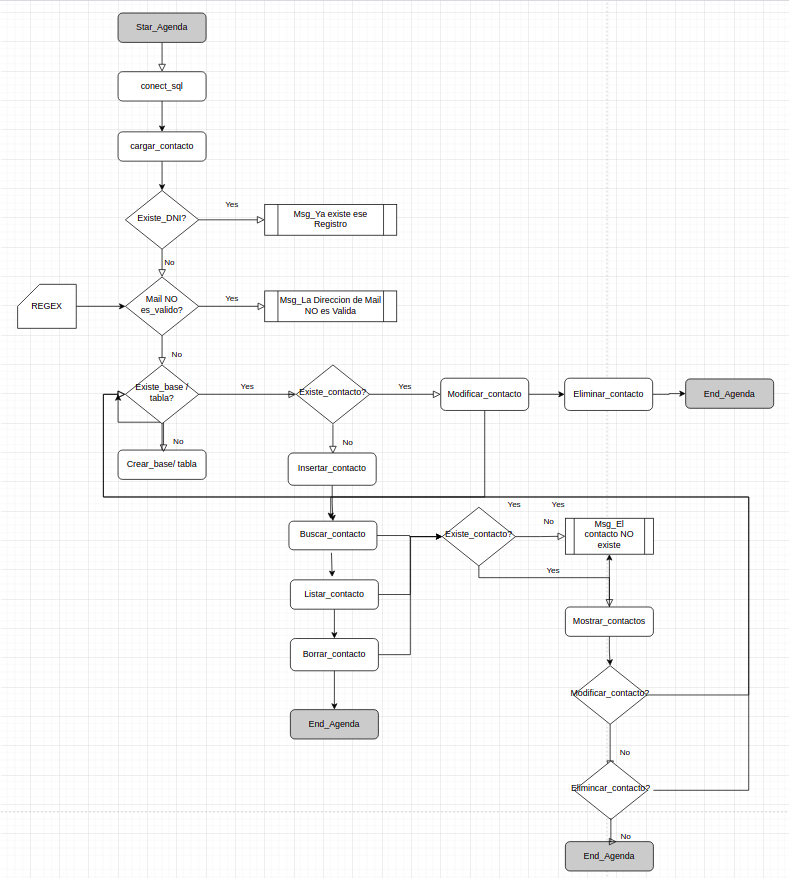 Star_Agenda
conect_sql
cargar_contacto
Existe_DNI?
Yes
Msg_Ya existe ese
Registro
No
REGEX
Mail NO
es_valido?
Yes
Msg_La Direccion de Mail
NO es Valida
No
Existe_base /
tabla?
Yes
Existe_contacto?
Yes
Modificar_contacto
Eliminar_contacto
End_Agenda
No
Crear_base/ tabla
No
Insertar_contacto
Buscar_contacto
Existe_contacto?
Yes
Yes
No
Msg_El
contacto NO
existe
Yes
Listar_contacto
Mostrar_contactos
Borrar_contacto
Modificar_contacto?
End_Agenda
No
Elimincar_contacto?
No
End_Agenda